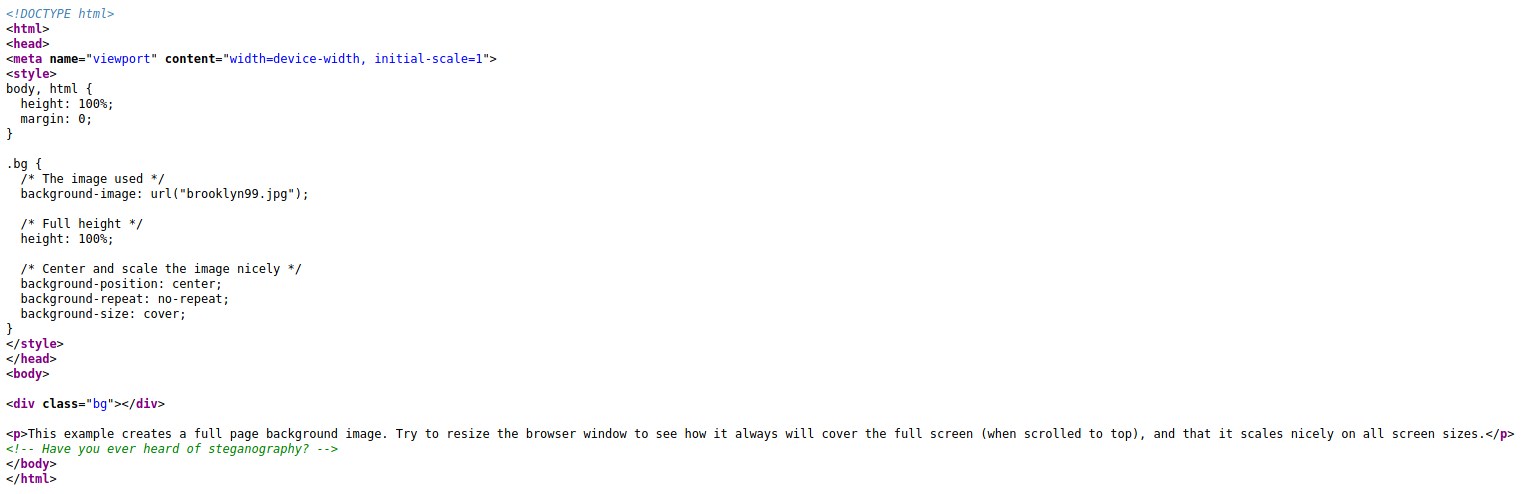 <!DOCTYPE html>
<html>
<head>
<meta name="viewport" content="width=device-width, initial-scale=1">
<style>
body, html {
  height: 100%;
  margin: 0;
}

.bg {
  /* The image used */
  background-image: url("brooklyn99.jpg");

  /* Full height */
  height: 100%;

  /* Center and scale the image nicely */
  background-position: center;
  background-repeat: no-repeat;
  background-size: cover;
}
</style>
</head>
<body>

<div class="bg"></div>

<p>This example creates a full page background image. Try to resize the browser window to see how it always will cover the full screen (when scrolled to top), and that it scales nicely on all screen sizes.</p>
<!-- Have you ever heard of steganography? -->
</body>
</html>